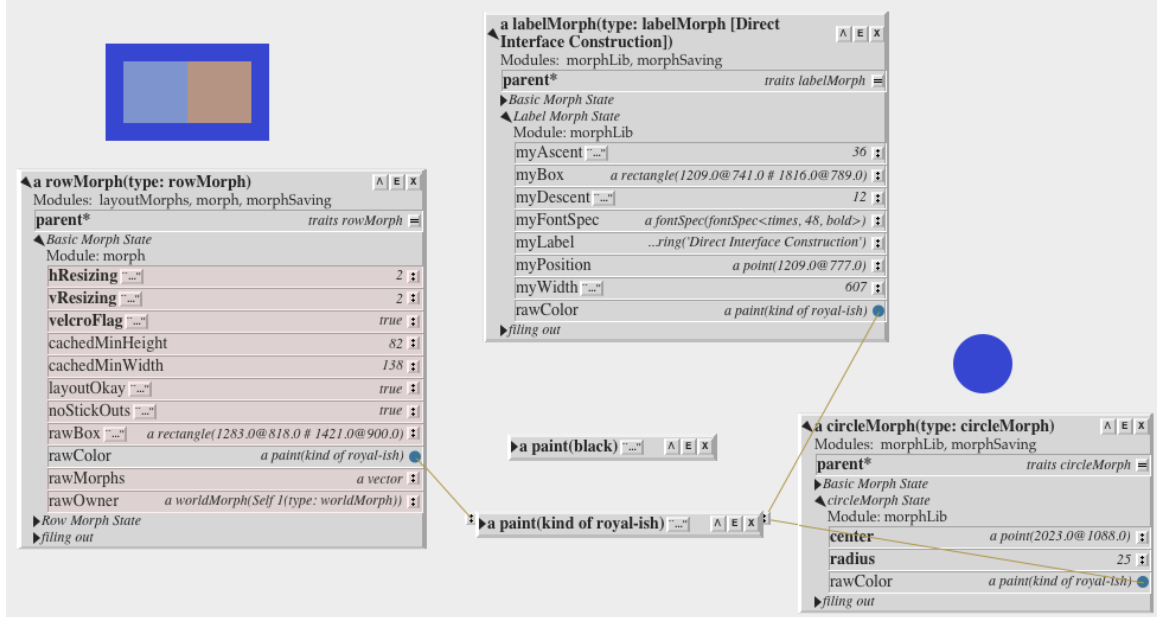 a labelMorph(type: labelMorph [Direct
Interface Construction])
Λ E X
Modules: morphLib, morphSaving
parent* traits labelMorph =
Basic Morph State
Label Morph State
Module: morphLib
myAscent "..." 36
myBox a rectangle(1209.0@741.0 # 1816.0@789.0)
myDescent "..." 12
myFontSpec a fontSpec(fontSpec<times, 48, bold>)
myLabel ...ring('Direct Interface Construction')
myPosition a point(1209.0@777.0)
myWidth "..." 607
rawColor a paint(kind of royal-ish)
filing out
a rowMorph(type: rowMorph) Λ E X
Modules: layoutMorphs, morph, morphSaving
parent* traits rowMorph =
Basic Morph State
Module: morph
hResizing "..." 2
vResizing "..." 2
velcroFlag "..." true
cachedMinHeight 82
cachedMinWidth 138
layoutOkay "..." true
noStickOuts "..." true
rawBox "..." a rectangle(1283.0@818.0 # 1421.0@900.0)
rawColor a paint(kind of royal-ish)
rawMorphs a vector
rawOwner a worldMorph(Self 1(type: worldMorph))
Row Morph State
filing out
a paint(black) "..." Λ E X
a paint(kind of royal-ish) "..." Λ E X
a circleMorph(type: circleMorph) Λ E X
Modules: morphLib, morphSaving
parent* traits circleMorph =
Basic Morph State
circleMorph State
Module: morphLib
center a point(2023.0@1088.0)
radius 25
rawColor a paint(kind of royal-ish)
filing out